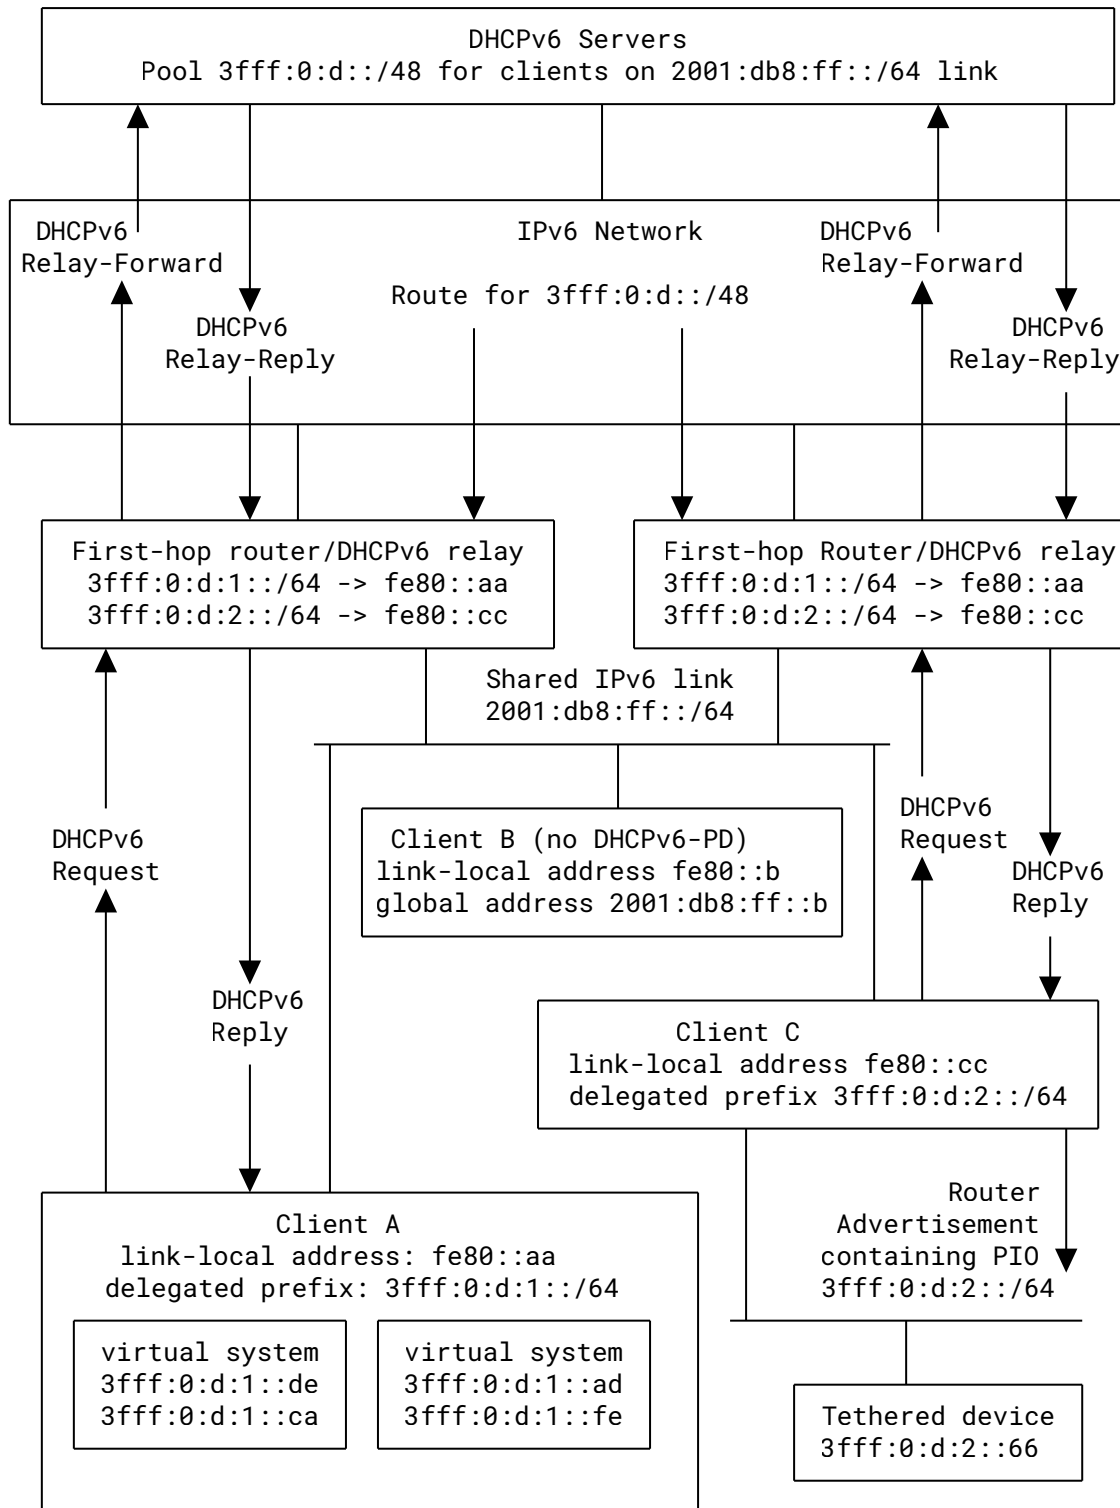 DHCPv6 Servers
Pool 3fff:0:d::/48 for clients on 2001:db8:ff::/64 link
DHCPv6
Relay-Forward
IPv6 Network
DHCPv6
Relay-Forward
Route for 3fff:0:d::/48
DHCPv6
Relay-Reply
DHCPv6
Relay-Reply
First-hop router/DHCPv6 relay
3fff:0:d:1::/64 -> fe80::aa
3fff:0:d:2::/64 -> fe80::cc
First-hop Router/DHCPv6 relay
3fff:0:d:1::/64 -> fe80::aa
3fff:0:d:2::/64 -> fe80::cc
Shared IPv6 link
2001:db8:ff::/64
DHCPv6
Request
Client B (no DHCPv6-PD)
link-local address fe80::b
global address 2001:db8:ff::b
DHCPv6
Request
DHCPv6
Reply
DHCPv6
Reply
Client C
link-local address fe80::cc
delegated prefix 3fff:0:d:2::/64
Router
Advertisement
containing PIO
3fff:0:d:2::/64
Client A
link-local address: fe80::aa
delegated prefix: 3fff:0:d:1::/64
virtual system
3fff:0:d:1::de
3fff:0:d:1::ca
virtual system
3fff:0:d:1::ad
3fff:0:d:1::fe
Tethered device
3fff:0:d:2::66